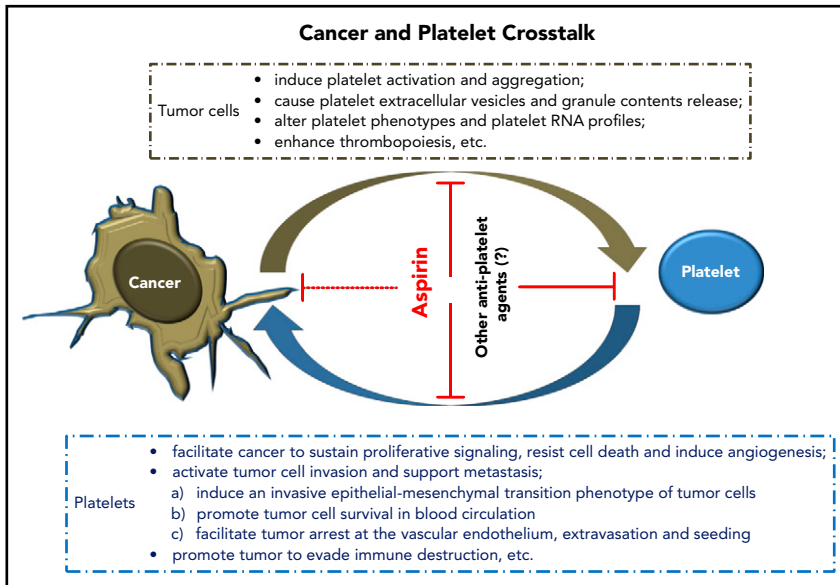 Cancer and Platelet Crosstalk
Tumor cells
• induce platelet activation and aggregation;
• cause platelet extracellular vesicles and granule contents release;
• alter platelet phenotypes and platelet RNA profiles;
• enhance thrombopoiesis, etc.
Cancer
Aspirin
Other anti-platelet
agents (?)
Platelet
Platelets
• facilitate cancer to sustain proliferative signaling, resist cell death and induce angiogenesis;
• activate tumor cell invasion and support metastasis;
a) induce an invasive epithelial-mesenchymal transition phenotype of tumor cells
b) promote tumor cell survival in blood circulation
c) facilitate tumor arrest at the vascular endothelium, extravasation and seeding
• promote tumor to evade immune destruction, etc.